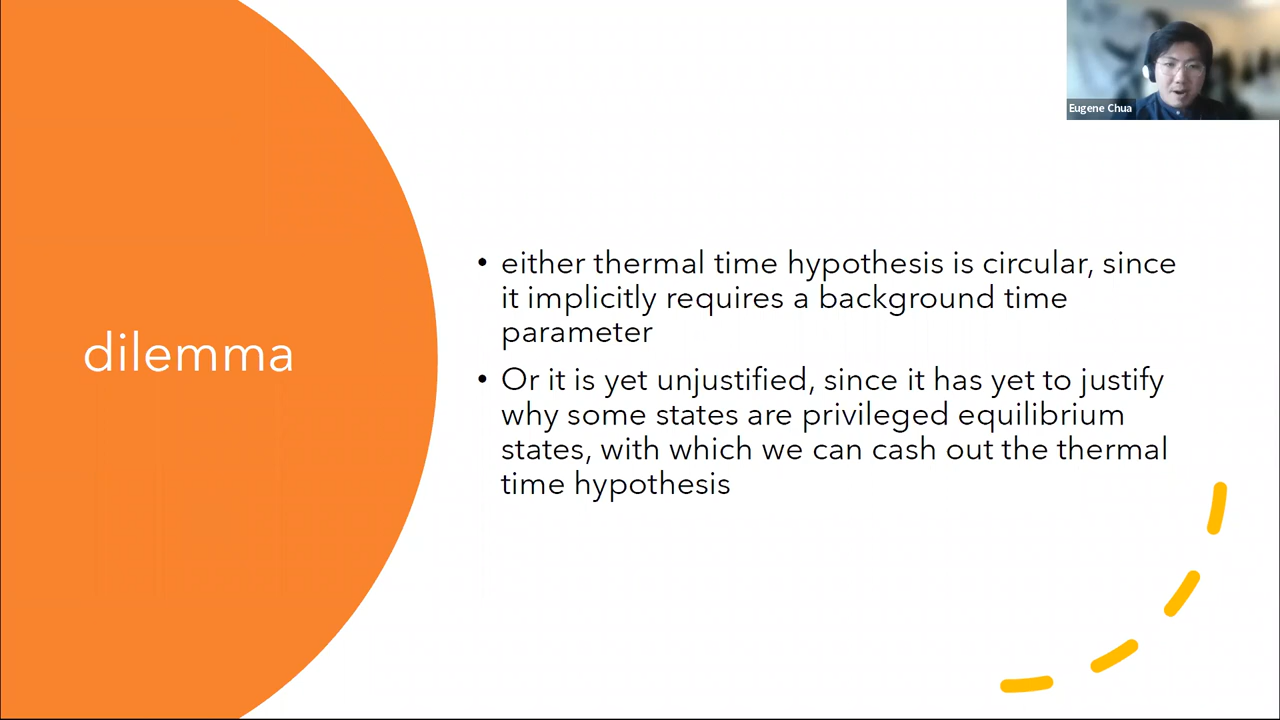 Eugene Chua
dilemma
• either thermal time hypothesis is circular, since
it implicitly requires a background time
parameter
• Or it is yet unjustified, since it has yet to justify
why some states are privileged equilibrium
states, with which we can cash out the thermal
time hypothesis